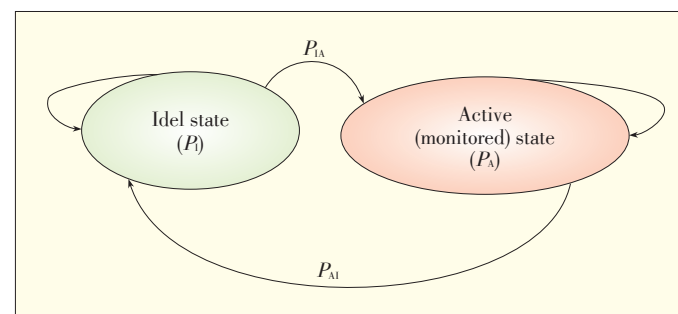 P_IA
Idel state
(P_I)
Active
(monitored) state
(P_A)
P_AI